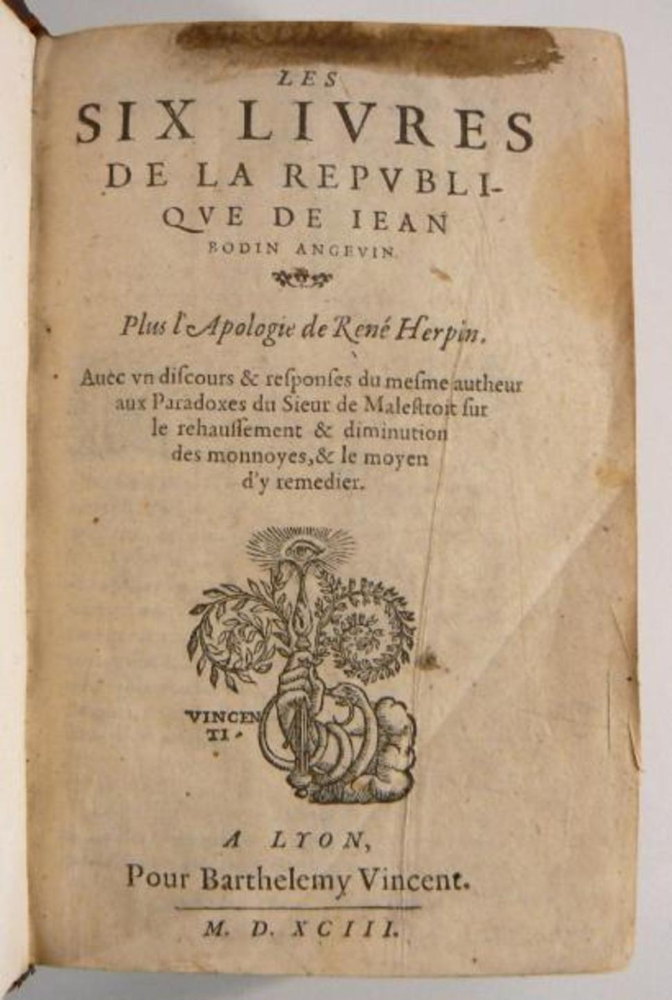 LES
SIX LIVRES
DE LA REPVBLI-
QVE DE IEAN
BODIN ANGEVIN.
Plus l'Apologie de René Herpin.
Auec vn diſcours & reſponſes du meſme autheur
aux Paradoxes du Sieur de Maleſtroit ſur
le rehauſſement & diminution
des monnoyes, & le moyen
d'y remedier.
VINCEN
TI.
A LYON,
Pour Barthelemy Vincent.
M. D. XCIII.